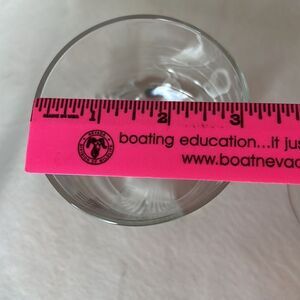 1 2 3
boating education...it jus
www.boatnevad